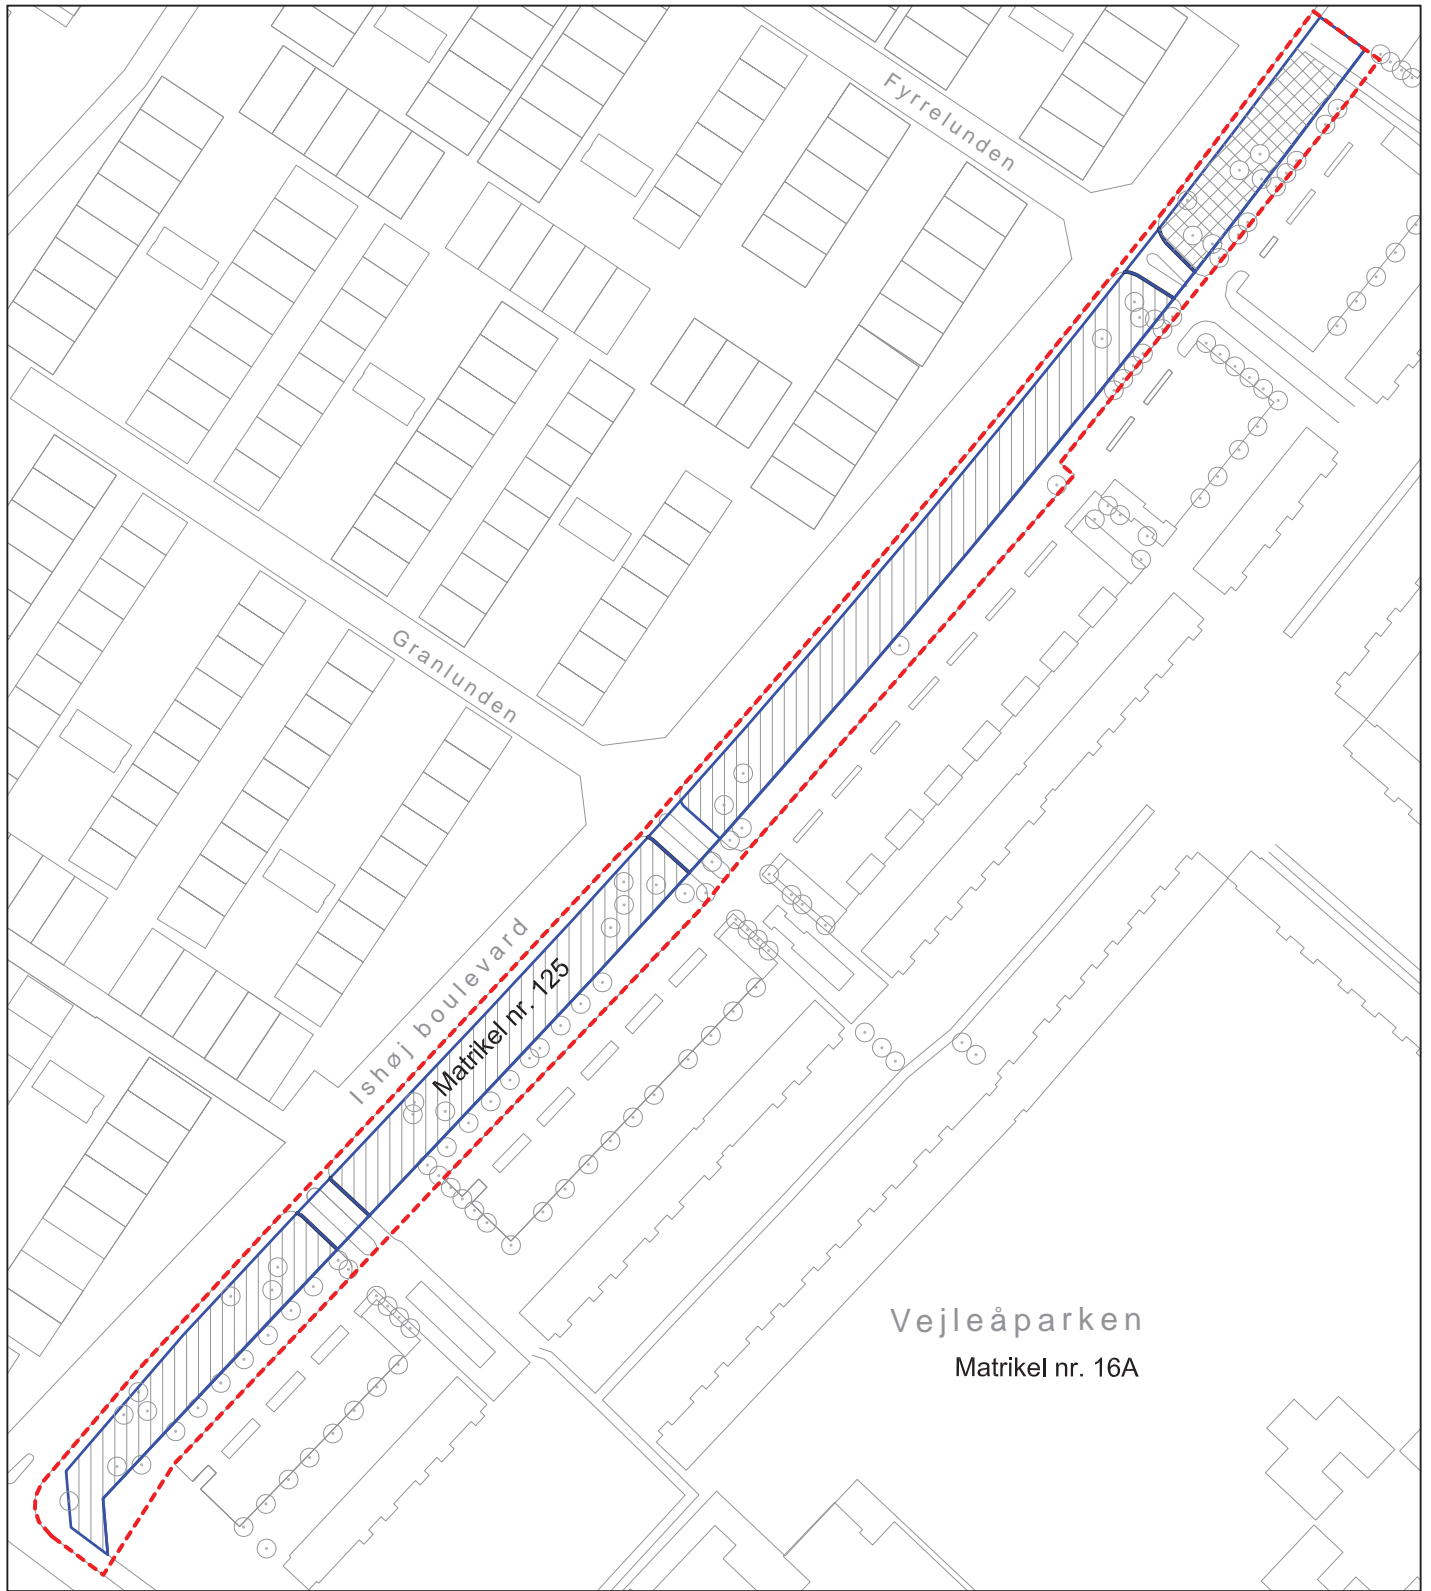 Fyrrelunden
Granlunden
Ishøj boulevard
Matrikel nr. 125
Vejleåparken
Matrikel nr. 16A